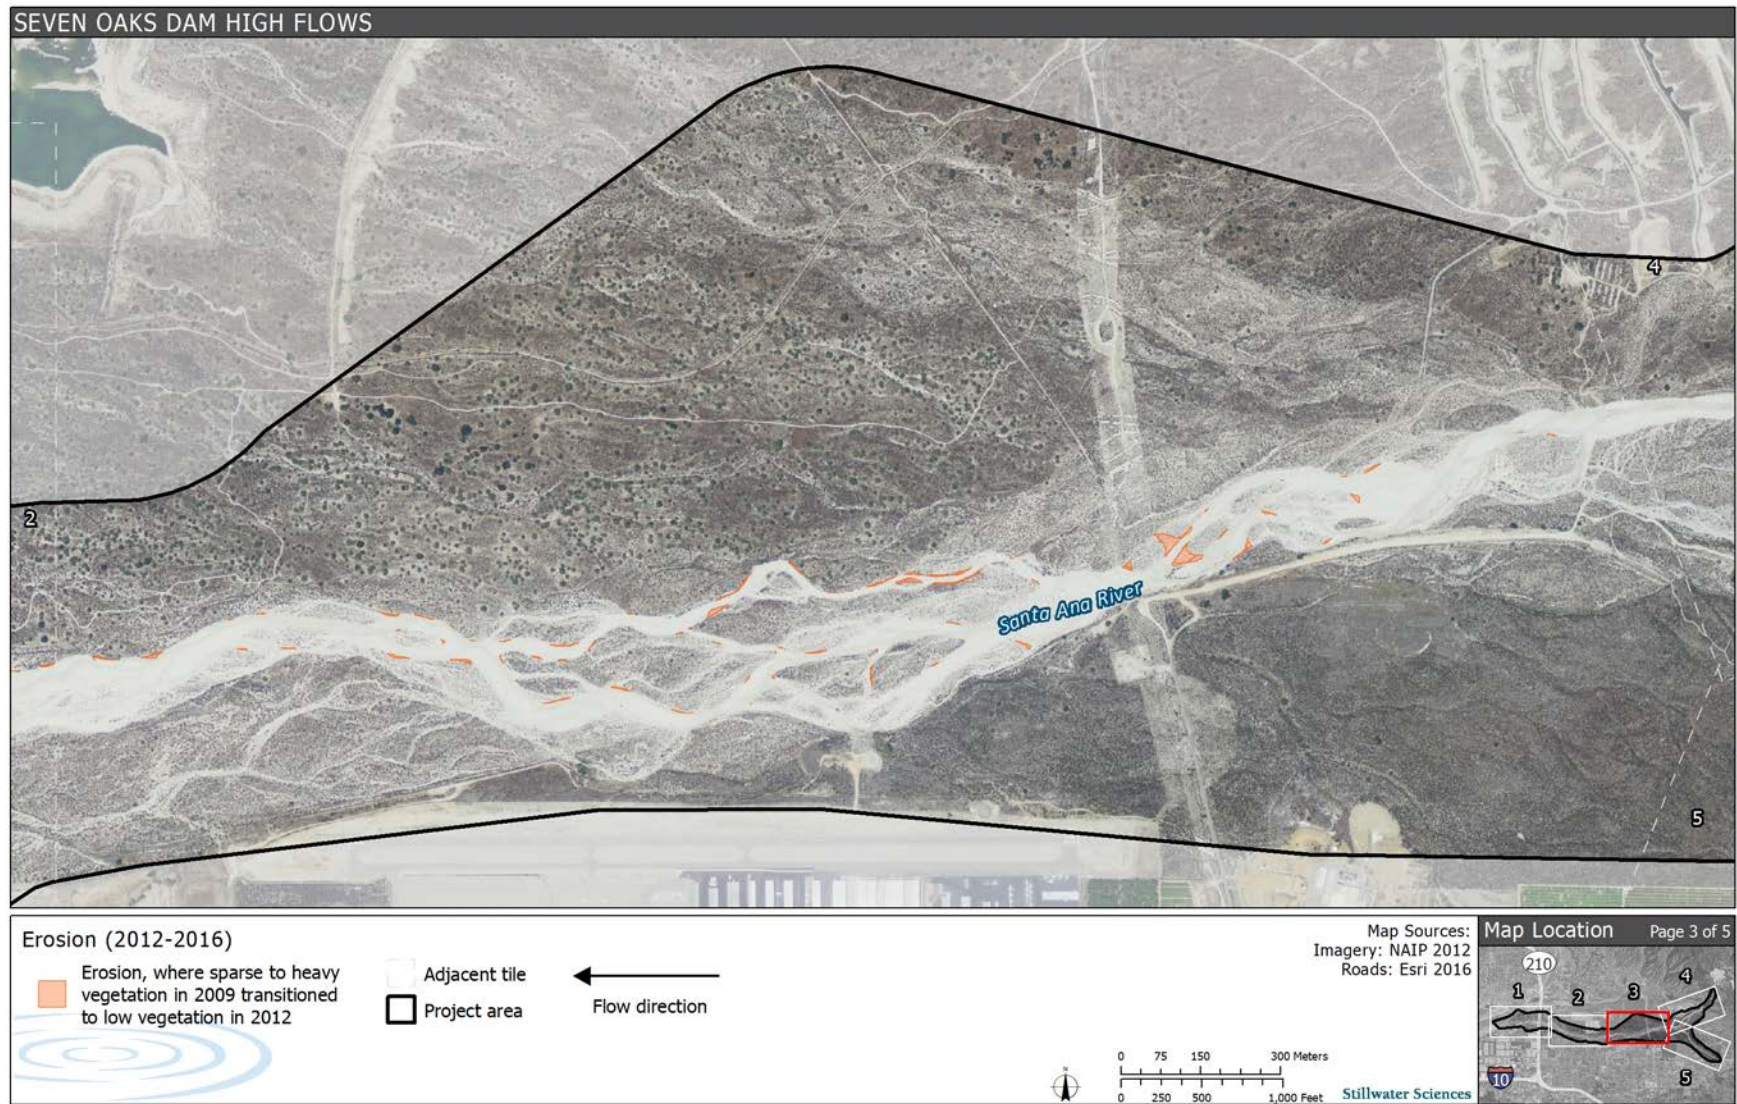 SEVEN OAKS DAM HIGH FLOWS
4
2
Santa Ana River
5
Erosion (2012-2016)
Erosion, where sparse to heavy
vegetation in 2009 transitioned
to low vegetation in 2012
Adjacent tile
Project area
Flow direction
Map Sources:
Imagery: NAIP 2012
Roads: Esri 2016
N
0 75 150 300 Meters
0 250 500 1,000 Feet
Stillwater Sciences
Map Location Page 3 of 5
210
4
1 2 3
10
5